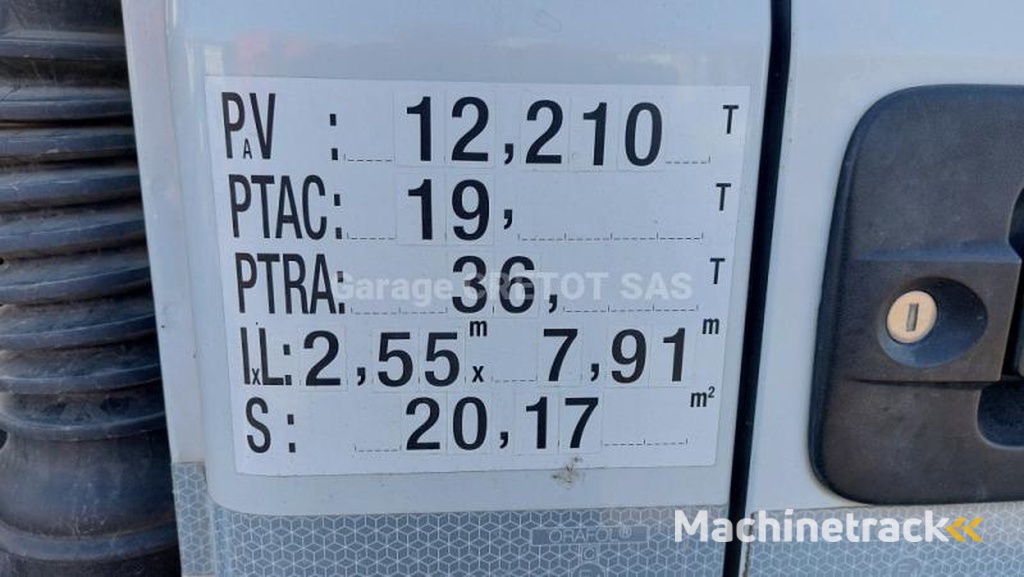 PAV : 12,210 T
PTAC: 19, T
PTRA: 36, T
Garage CRETOT SAS
lxL: 2,55 m x 7,91 m
S : 20,17 m²
ORAFOL®
Machinetrack